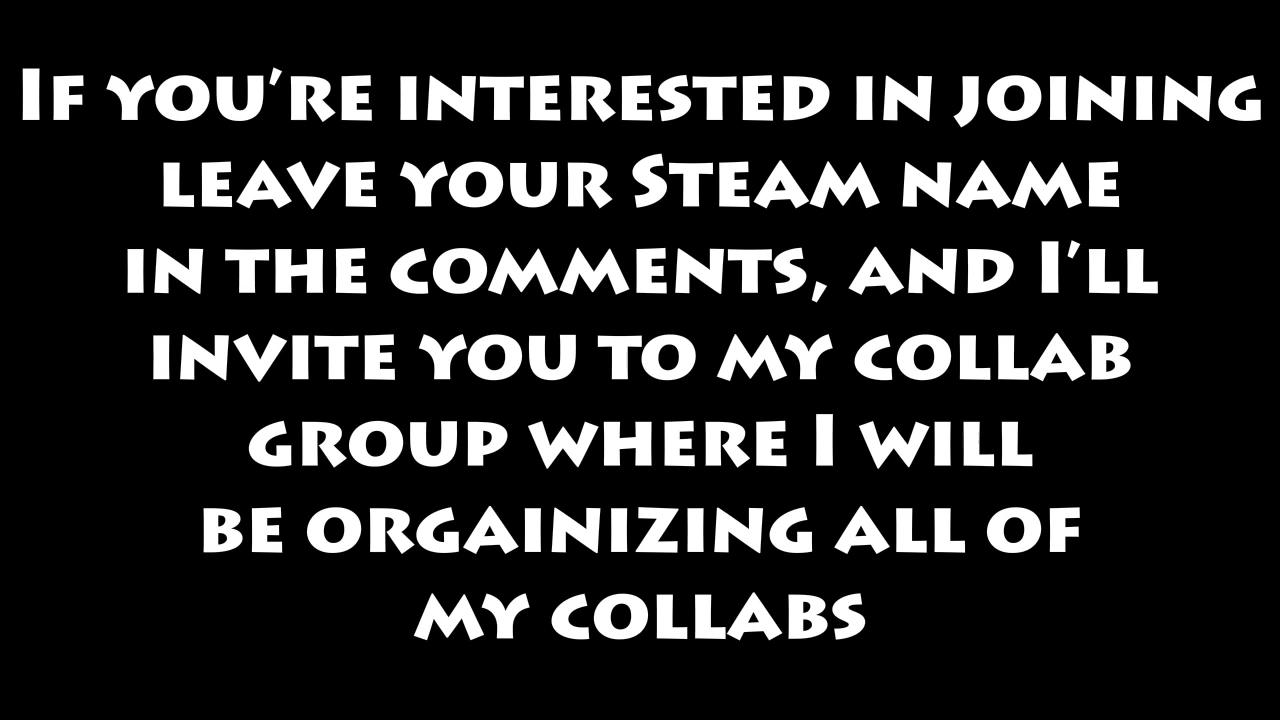 If you're interested in joining
leave your Steam name
in the comments, and I'll
invite you to my collab
group where I will
be orgainizing all of
my collabs